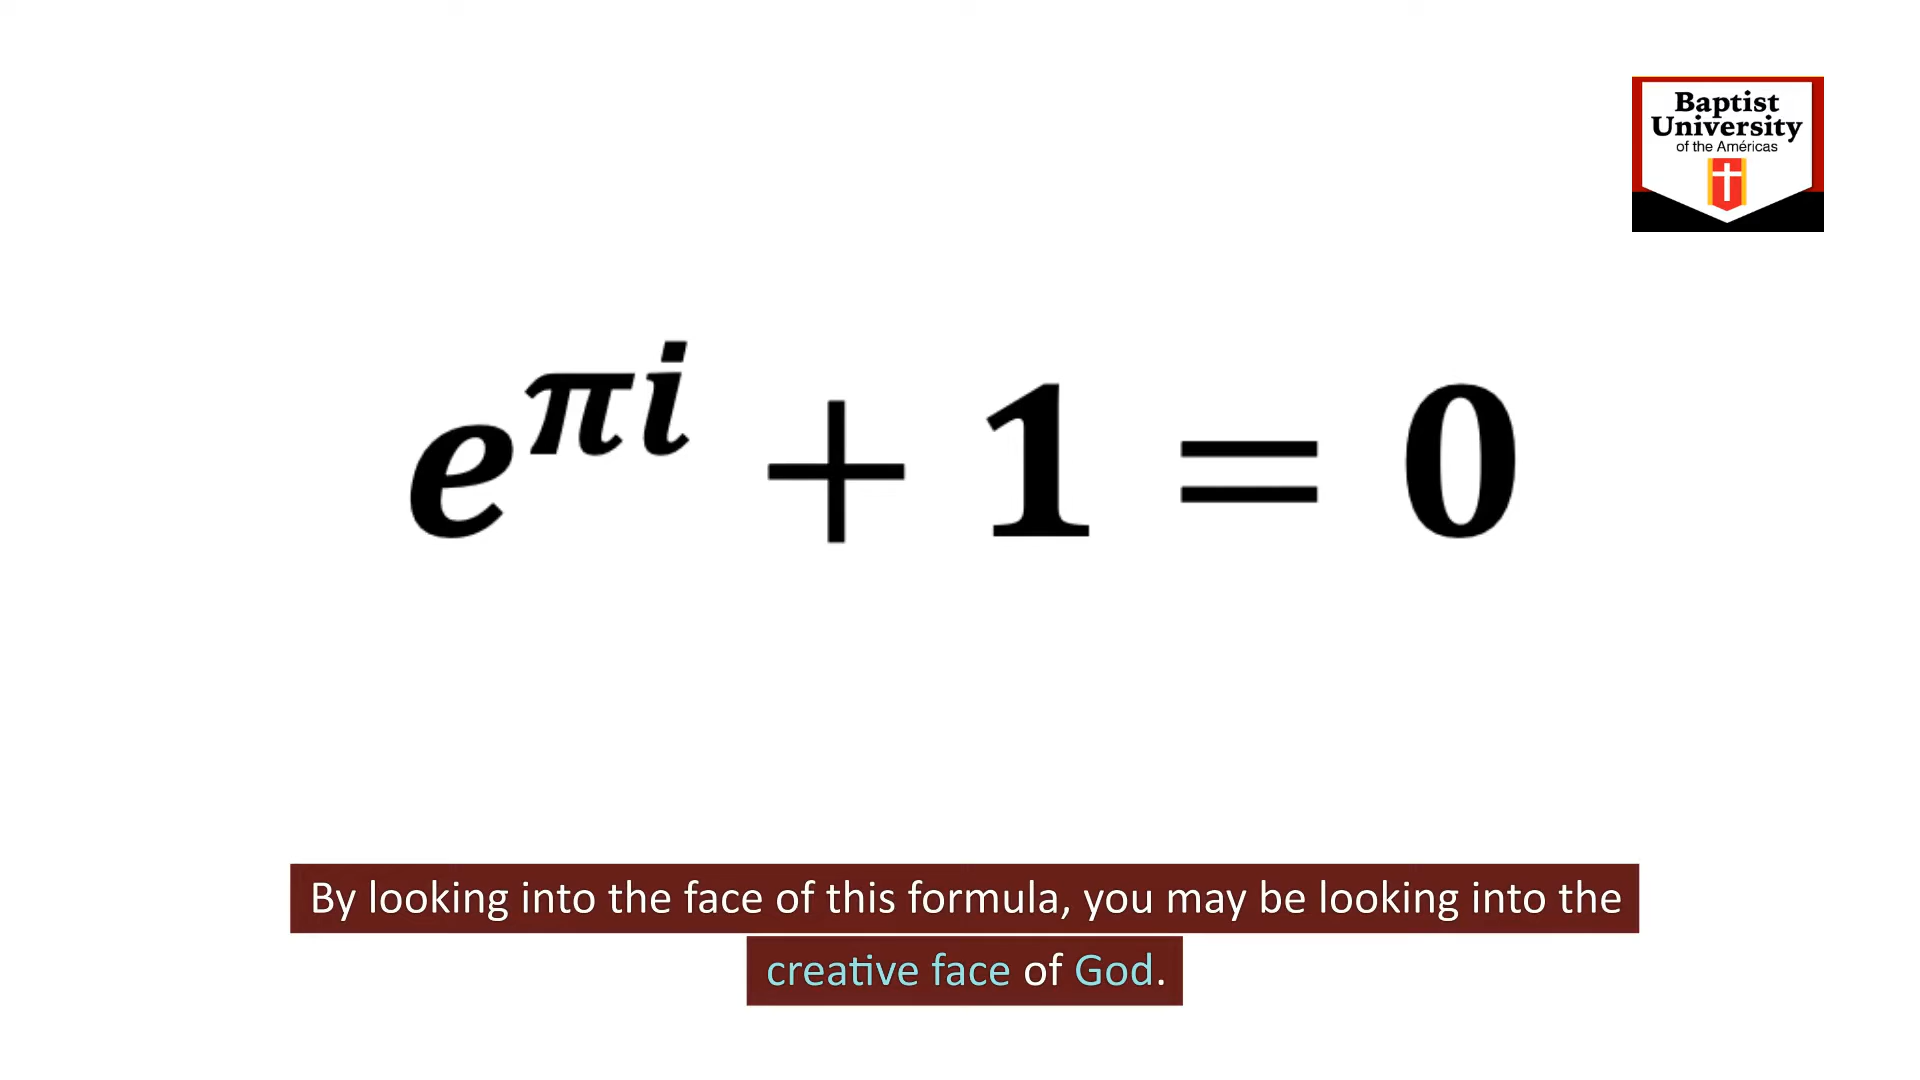 Baptist
University
of the Américas
e^{πi} + 1 = 0
By looking into the face of this formula, you may be looking into the
creative face of God.